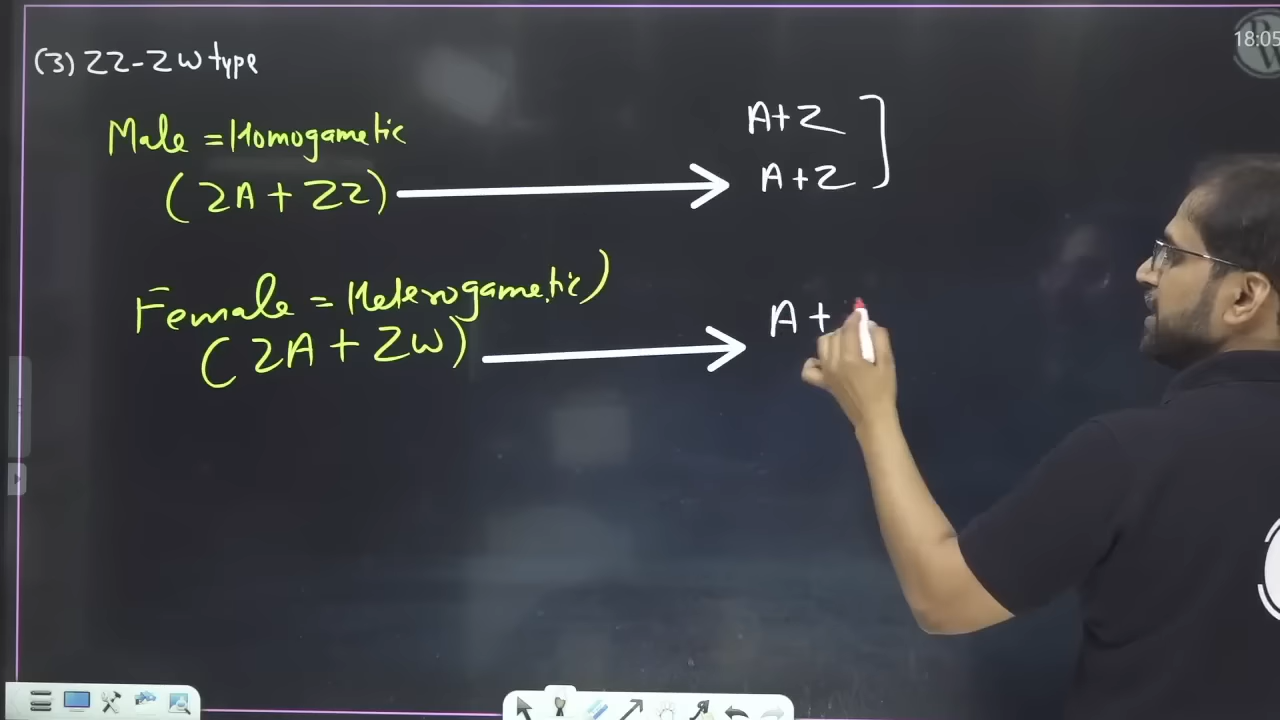 (3) ZZ-ZW type
Male = Homogametic
(2A + ZZ)
A+Z
A+Z
Female = Heterogametic)
(2A + ZW)
A +
18:05